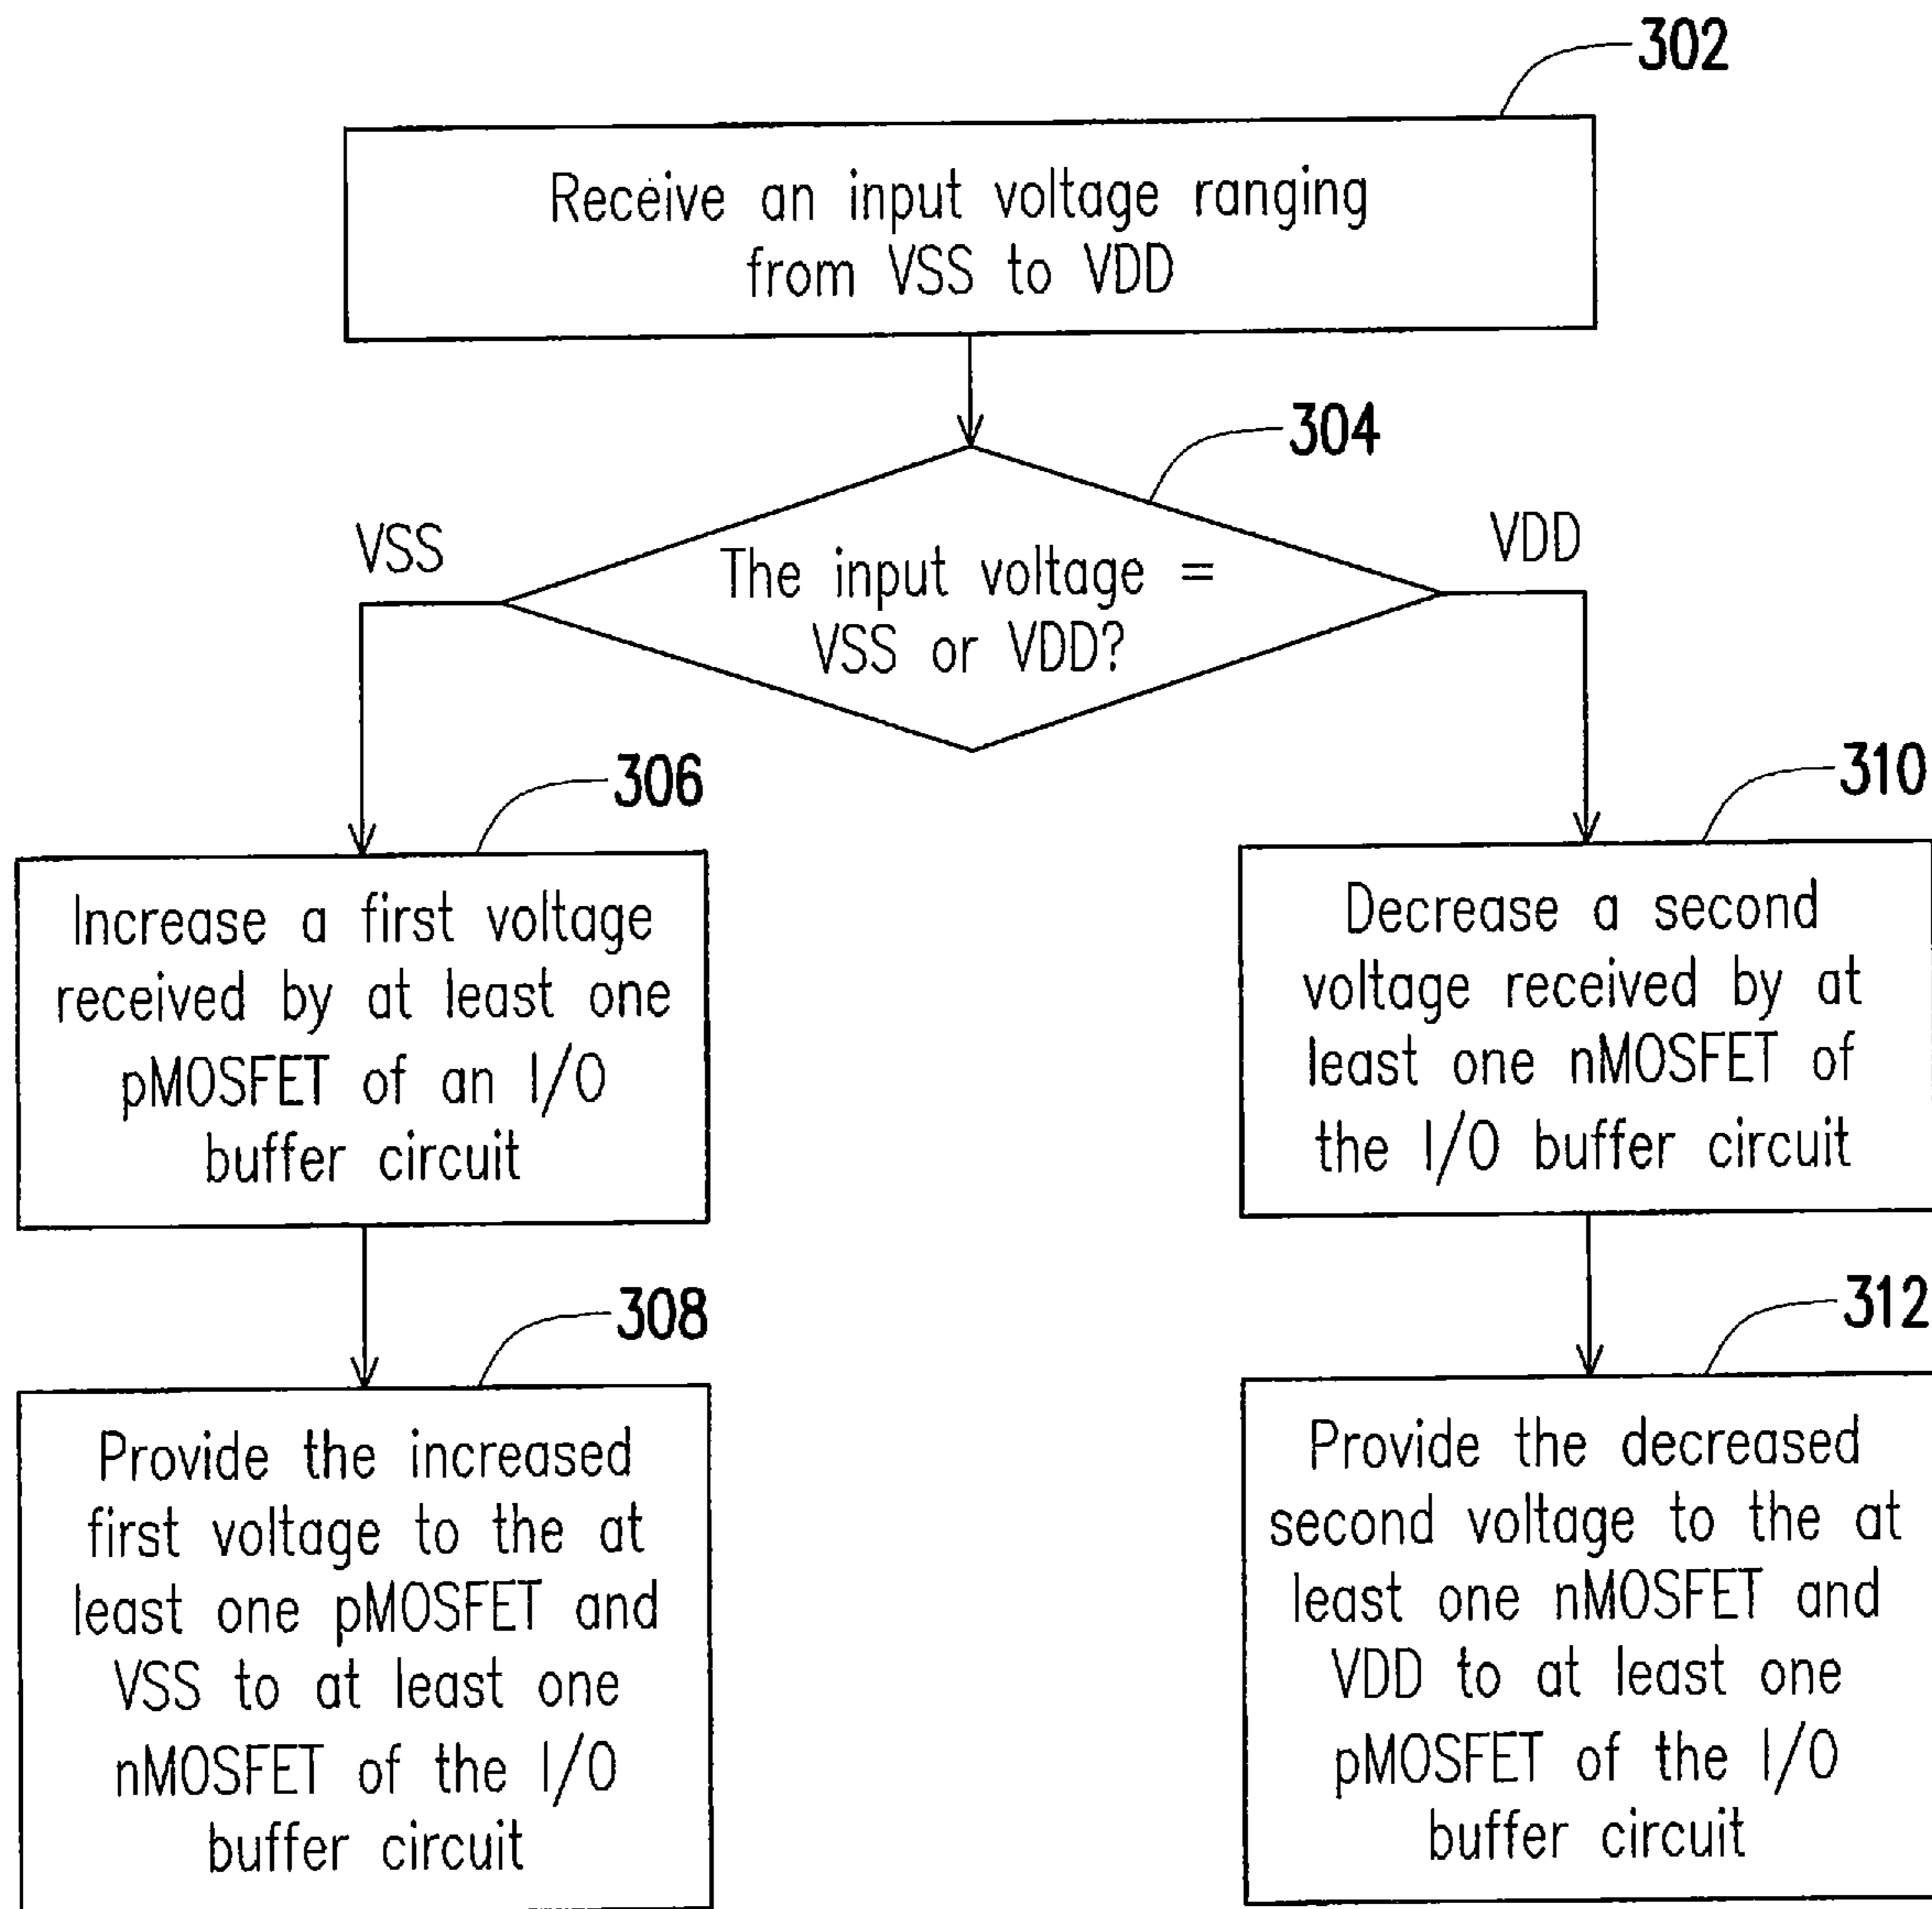 302
Receive an input voltage ranging
from VSS to VDD
304
VSS
VDD
The input voltage =
VSS or VDD?
306
Increase a first voltage
received by at least one
pMOSFET of an I/O
buffer circuit
310
Decrease a second
voltage received by at
least one nMOSFET of
the I/O buffer circuit
308
Provide the increased
first voltage to the at
least one pMOSFET and
VSS to at least one
nMOSFET of the I/O
buffer circuit
312
Provide the decreased
second voltage to the at
least one nMOSFET and
VDD to at least one
pMOSFET of the I/O
buffer circuit